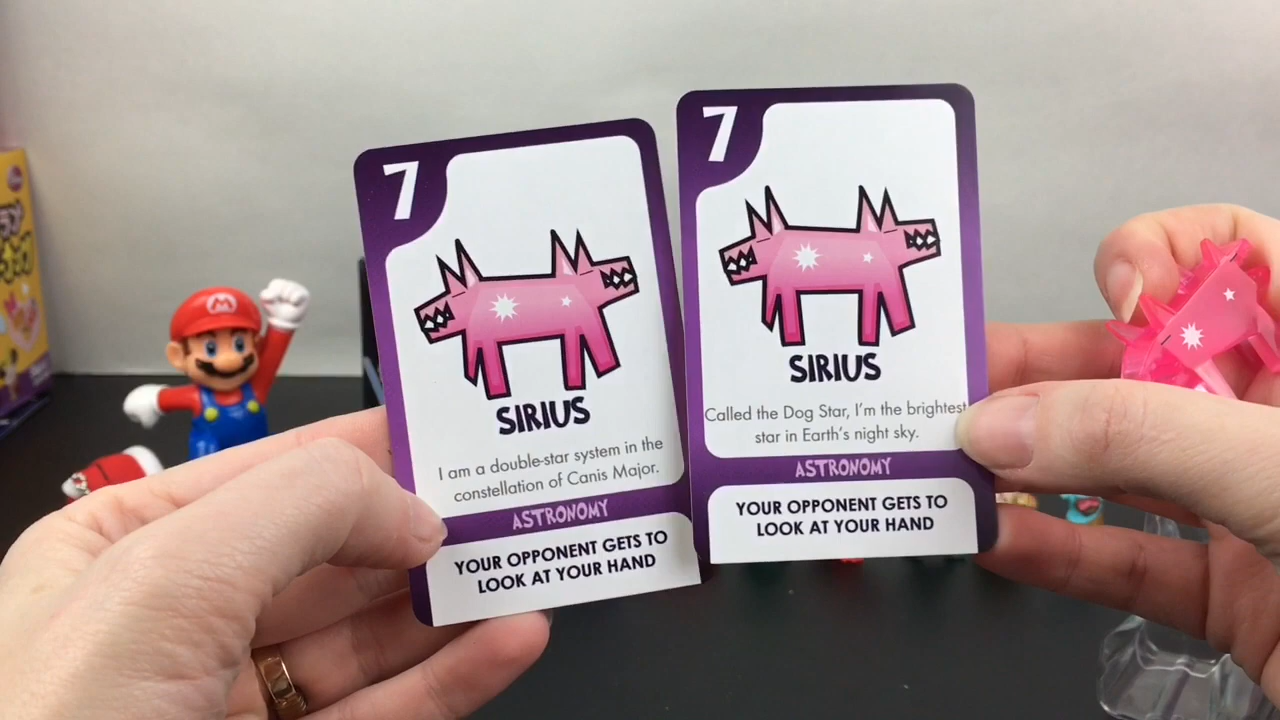 7
SIRIUS
I am a double-star system in the
constellation of Canis Major.
ASTRONOMY
YOUR OPPONENT GETS TO
LOOK AT YOUR HAND
7
SIRIUS
Called the Dog Star, I'm the brightest
star in Earth's night sky.
ASTRONOMY
YOUR OPPONENT GETS TO
LOOK AT YOUR HAND
M